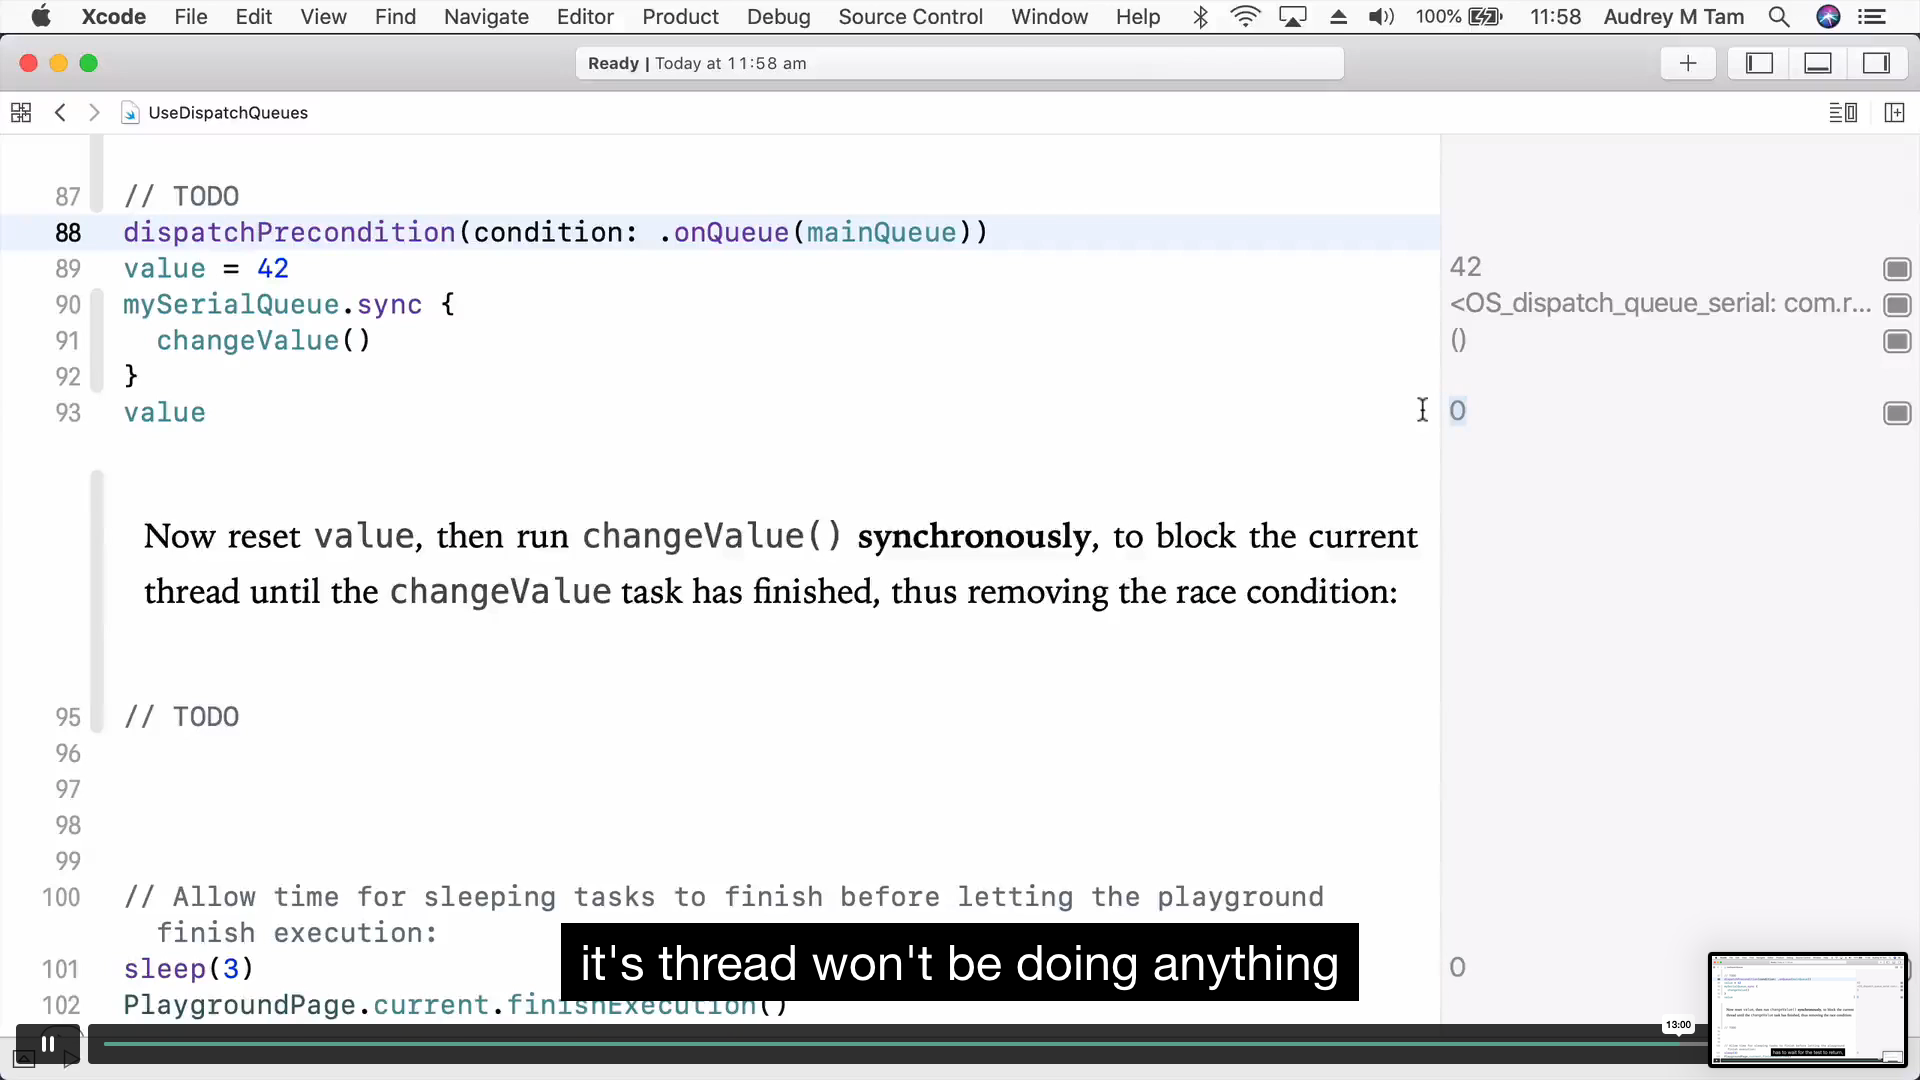 Xcode File Edit View Find Navigate Editor Product Debug Source Control Window Help 100% 11:58 Audrey M Tam
Ready | Today at 11:58 am
UseDispatchQueues
87 // TODO
88 dispatchPrecondition(condition: .onQueue(mainQueue))
89 value = 42 42
90 mySerialQueue.sync { <OS_dispatch_queue_serial: com.r...
91 changeValue() ()
92 }
93 value 0
Now reset value, then run changeValue() synchronously, to block the current
thread until the changeValue task has finished, thus removing the race condition:
95 // TODO
96
97
98
99
100 // Allow time for sleeping tasks to finish before letting the playground
finish execution:
101 sleep(3) 0
102 PlaygroundPage.current.finishExecution()
it's thread won't be doing anything
13:00